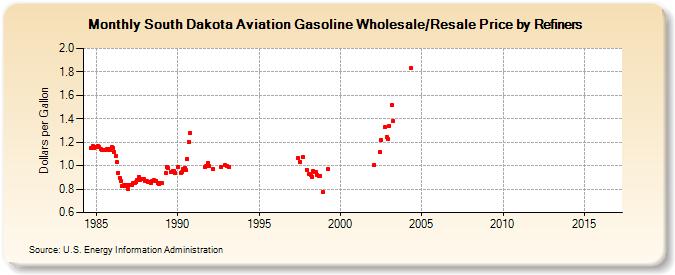 Monthly South Dakota Aviation Gasoline Wholesale/Resale Price by Refiners
Dollars per Gallon
2.0
1.8
1.6
1.4
1.2
1.0
0.8
0.6
1985 1990 1995 2000 2005 2010 2015
Source: U.S. Energy Information Administration